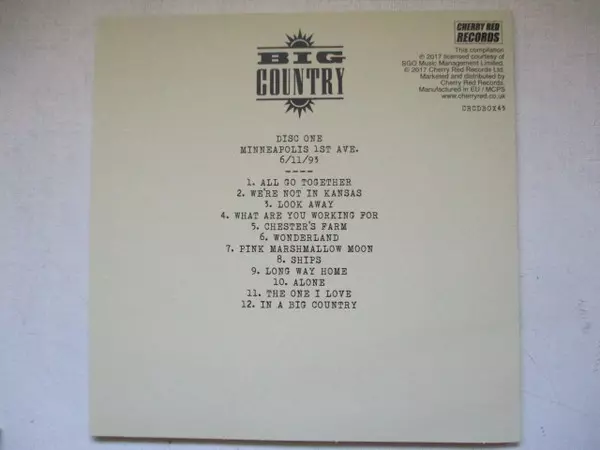 BIG
COUNTRY
CHERRY RED
RECORDS
This compilation
℗ 2017 licensed courtesy of
SGO Music Management Limited.
© 2017 Cherry Red Records Ltd.
Marketed and distributed by
Cherry Red Records.
Manufactured in EU / MCPS
www.cherryred.co.uk
CRCDBOX45
DISC ONE
MINNEAPOLIS 1ST AVE.
6/11/93
----
1. ALL GO TOGETHER
2. WE'RE NOT IN KANSAS
3. LOOK AWAY
4. WHAT ARE YOU WORKING FOR
5. CHESTER'S FARM
6. WONDERLAND
7. PINK MARSHMALLOW MOON
8. SHIPS
9. LONG WAY HOME
10. ALONE
11. THE ONE I LOVE
12. IN A BIG COUNTRY